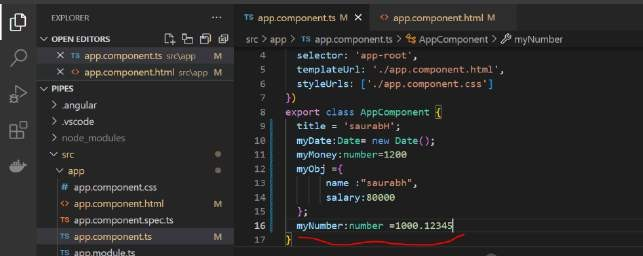 EXPLORER
OPEN EDITORS
app.component.ts src\app M
app.component.html src\app M
PIPES
.angular
.vscode
node_modules
src
app
app.component.css
app.component.html M
app.component.spec.ts
app.component.ts M
app.module.ts M
TS app.component.ts M
app.component.html M
src > app > TS app.component.ts > AppComponent > myNumber
4 selector: 'app-root',
5 templateUrl: './app.component.html',
6 styleUrls: ['./app.component.css']
7 })
8 export class AppComponent {
9 title = 'saurabH';
10 myDate:Date= new Date();
11 myMoney:number=1200
12 myObj ={
13 name :"saurabh",
14 salary:80000
15 };
16 myNumber:number =1000.12345
17 }